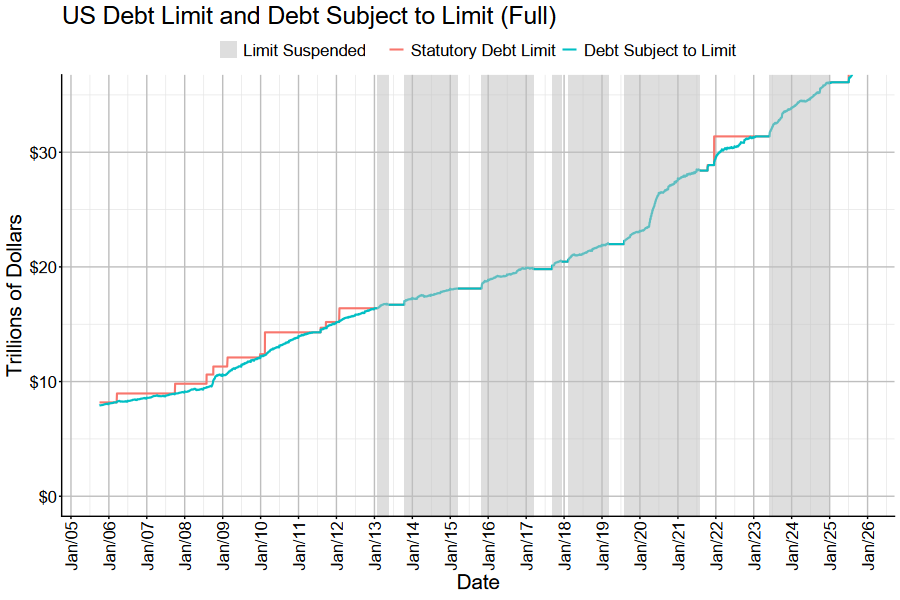 US Debt Limit and Debt Subject to Limit (Full)
Limit Suspended Statutory Debt Limit Debt Subject to Limit
Trillions of Dollars
$30
$20
$10
$0
Jan/05 Jan/06 Jan/07 Jan/08 Jan/09 Jan/10 Jan/11 Jan/12 Jan/13 Jan/14 Jan/15 Jan/16 Jan/17 Jan/18 Jan/19 Jan/20 Jan/21 Jan/22 Jan/23 Jan/24 Jan/25 Jan/26
Date